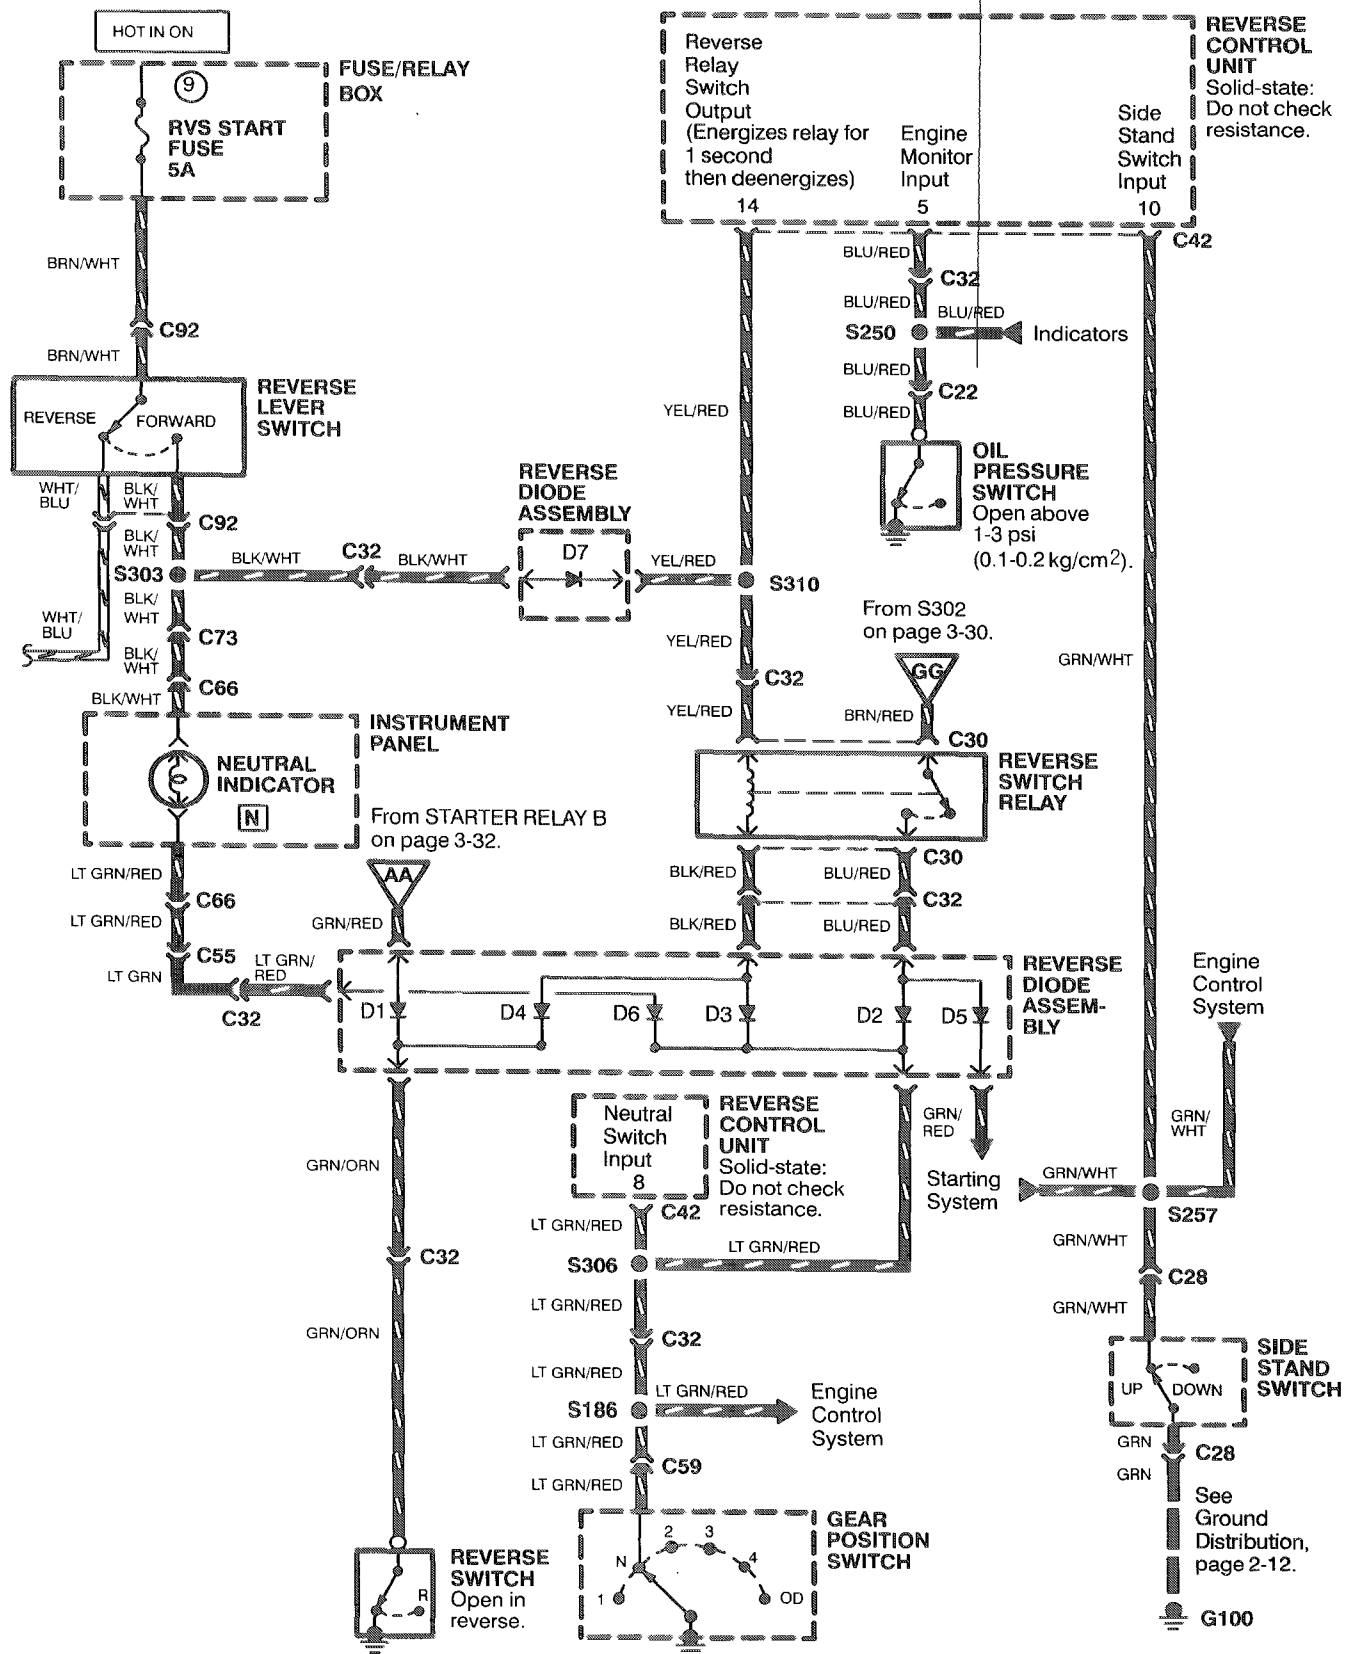 HOT IN ON
9
RVS START
FUSE
5A
FUSE/RELAY
BOX
BRN/WHT
C92
BRN/WHT
REVERSE
FORWARD
REVERSE
LEVER
SWITCH
WHT/
BLU
BLK/
WHT
C92
BLK/
WHT
S303
BLK/WHT
C32
BLK/WHT
BLK/
WHT
C73
WHT/
BLU
BLK/
WHT
C66
BLK/WHT
INSTRUMENT
PANEL
NEUTRAL
INDICATOR
N
LT GRN/RED
C66
LT GRN/RED
C55
LT GRN
LT GRN/
RED
C32
From STARTER RELAY B
on page 3-32.
AA
GRN/RED
REVERSE
DIODE
ASSEMBLY
D7
YEL/RED
S310
Reverse
Relay
Switch
Output
(Energizes relay for
1 second
then deenergizes)
14
Engine
Monitor
Input
5
Side
Stand
Switch
Input
10
REVERSE
CONTROL
UNIT
Solid-state:
Do not check
resistance.
C42
BLU/RED
C32
BLU/RED
BLU/RED
S250
Indicators
BLU/RED
C22
BLU/RED
YEL/RED
OIL
PRESSURE
SWITCH
Open above
1-3 psi
(0.1-0.2 kg/cm2).
From S302
on page 3-30.
GG
YEL/RED
C32
YEL/RED
BRN/RED
C30
GRN/WHT
REVERSE
SWITCH
RELAY
C30
BLK/RED
BLU/RED
C32
BLK/RED
BLU/RED
D1
D4
D6
D3
D2
D5
REVERSE
DIODE
ASSEM-
BLY
Engine
Control
System
GRN/
WHT
GRN/ORN
C32
GRN/ORN
Neutral
Switch
Input
8
REVERSE
CONTROL
UNIT
Solid-state:
Do not check
resistance.
C42
LT GRN/RED
S306
LT GRN/RED
GRN/
RED
Starting
System
GRN/WHT
S257
GRN/WHT
C28
GRN/WHT
LT GRN/RED
C32
LT GRN/RED
LT GRN/RED
S186
Engine
Control
System
LT GRN/RED
C59
LT GRN/RED
UP
DOWN
SIDE
STAND
SWITCH
GRN
C28
GRN
See
Ground
Distribution,
page 2-12.
G100
R
REVERSE
SWITCH
Open in
reverse.
1
N
2
3
4
OD
GEAR
POSITION
SWITCH